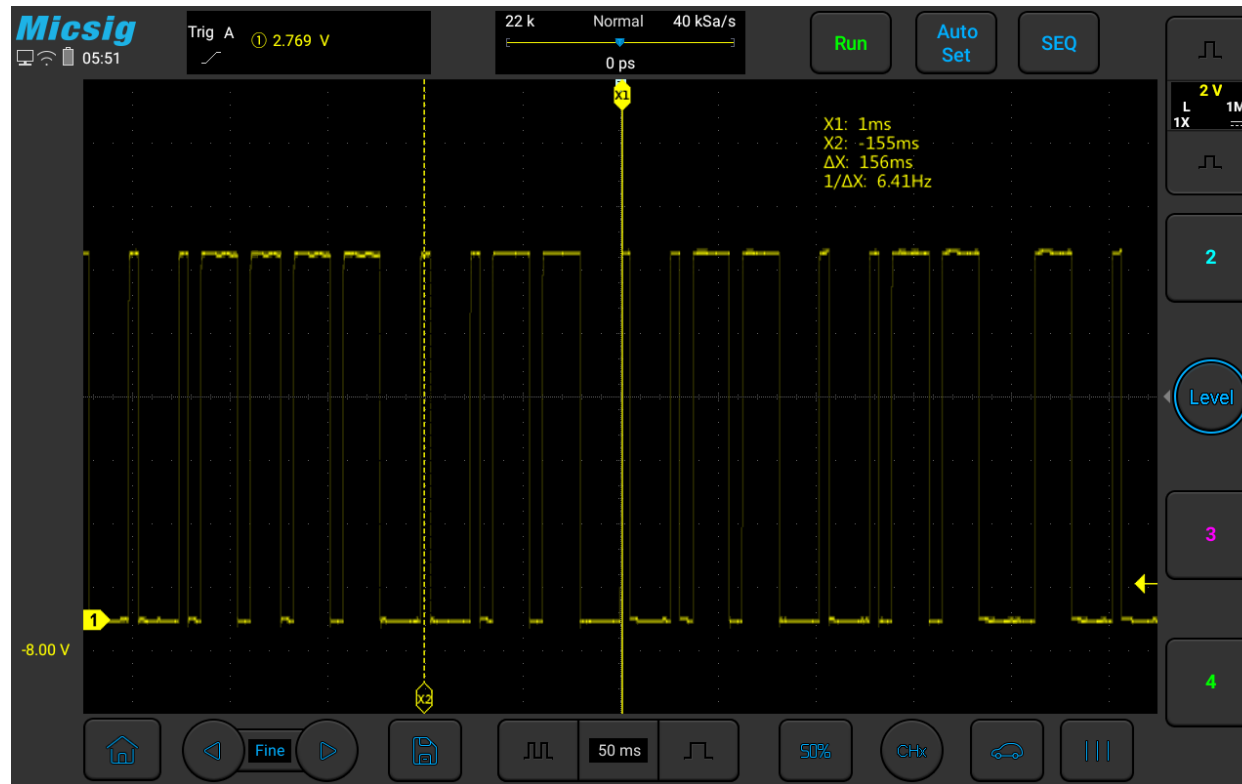 Micsig
05:51
Trig A ① 2.769 V
22 k Normal 40 kSa/s
0 ps
Run
Auto
Set
SEQ
2 V
L 1M
1X
X1
X1: 1ms
X2: -155ms
ΔX: 156ms
1/ΔX: 6.41Hz
2
Level
3
1
-8.00 V
4
X2
Fine
50 ms
50%
CHx